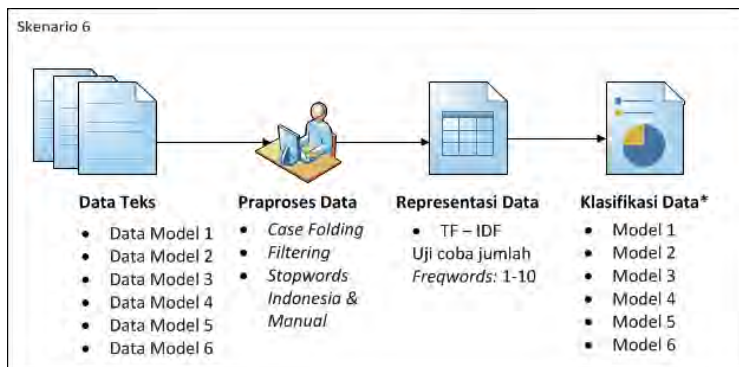 Skenario 6
Data Teks
• Data Model 1
• Data Model 2
• Data Model 3
• Data Model 4
• Data Model 5
• Data Model 6
Praproses Data
• Case Folding
• Filtering
• Stopwords
Indonesia &
Manual
Representasi Data
• TF – IDF
Uji coba jumlah
Freqwords: 1-10
Klasifikasi Data*
• Model 1
• Model 2
• Model 3
• Model 4
• Model 5
• Model 6